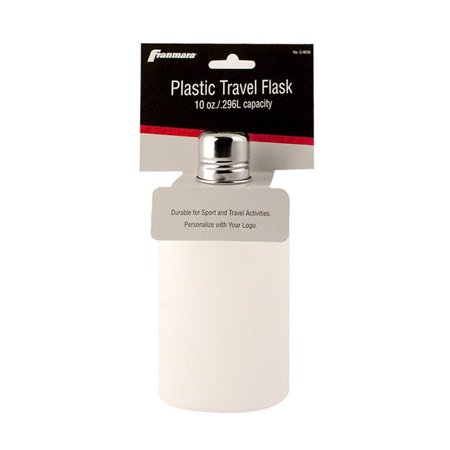 Franmara
No. C-9050
Plastic Travel Flask
10 oz./.296L capacity
Durable for Sport and Travel Activities.
Personalize with Your Logo.